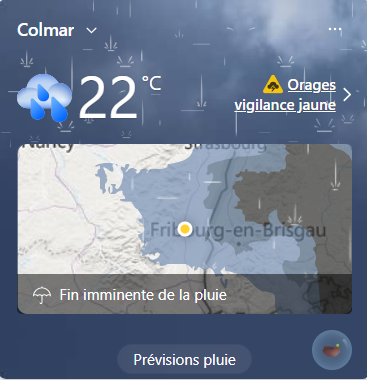 Colmar
22 °C
Orages
vigilance jaune
Nancy
Strasbourg
Fribourg-en-Brisgau
Fin imminente de la pluie
Prévisions pluie